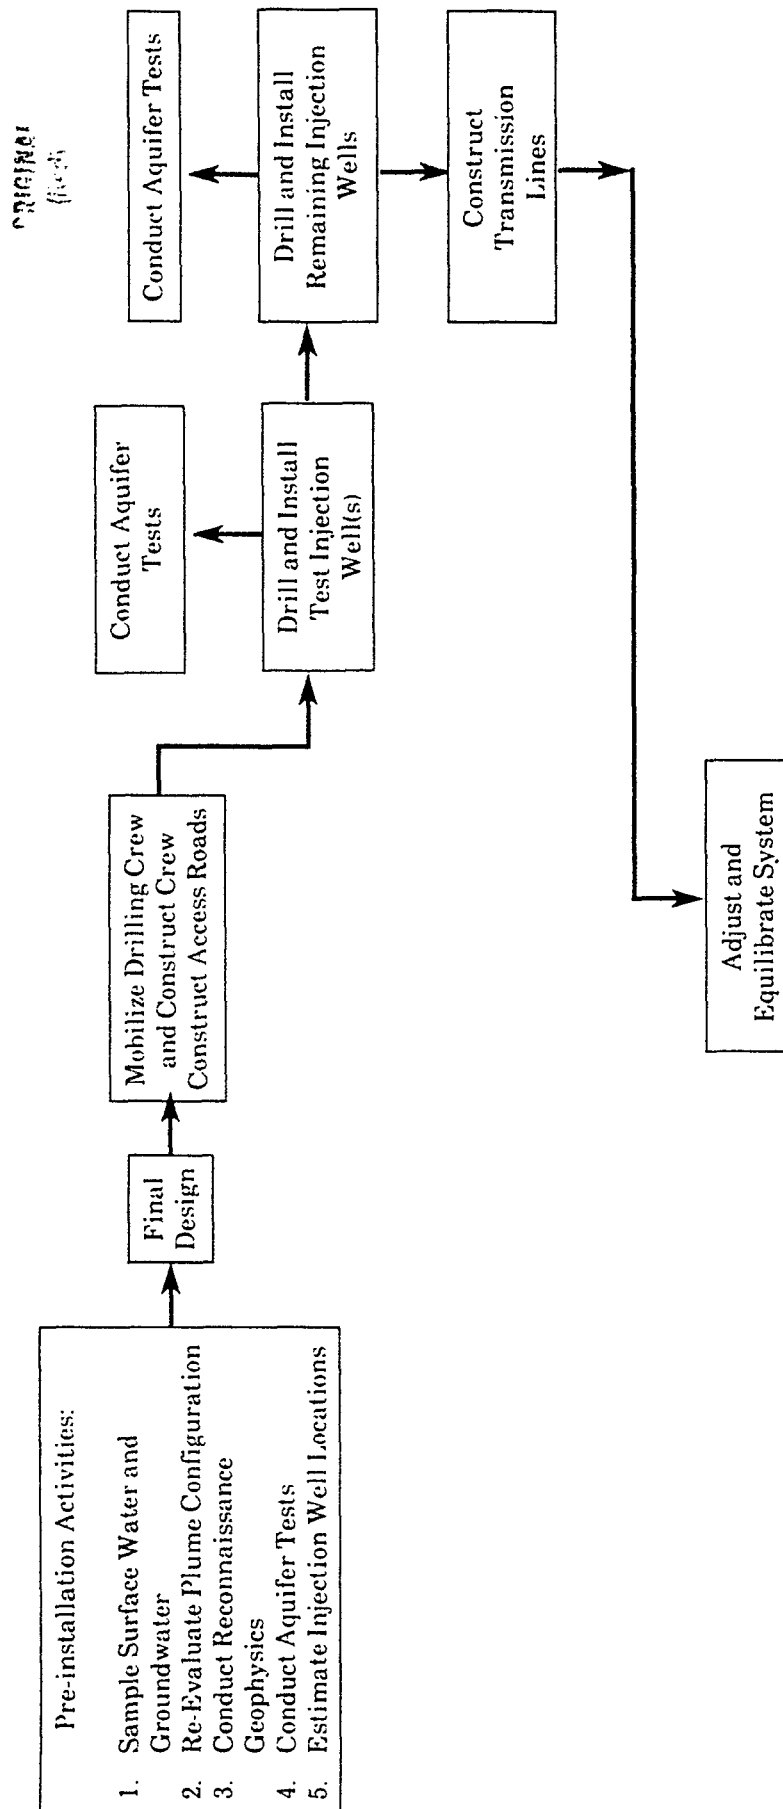 ORIGINAL
Pre-installation Activities:
1. Sample Surface Water and
Groundwater
2. Re-Evaluate Plume Configuration
3. Conduct Reconnaissance
Geophysics
4. Conduct Aquifer Tests
5. Estimate Injection Well Locations
Final
Design
Mobilize Drilling Crew
and Construct Crew
Construct Access Roads
Conduct Aquifer
Tests
Drill and Install
Test Injection
Well(s)
Conduct Aquifer Tests
Drill and Install
Remaining Injection
Wells
Construct
Transmission
Lines
Adjust and
Equilibrate System